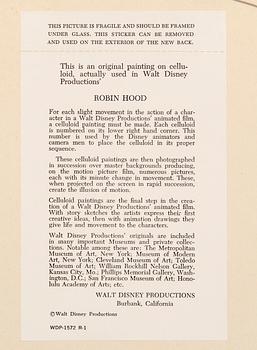 THIS PICTURE IS FRAGILE AND SHOULD BE FRAMED
UNDER GLASS. THIS STICKER CAN BE REMOVED
AND USED ON THE EXTERIOR OF THE NEW BACK.
This is an original painting on cellu-
loid, actually used in Walt Disney
Productions'
ROBIN HOOD
For each slight movement in the action of a char-
acter in a Walt Disney Productions' animated film,
a celluloid painting must be made. Each celluloid
is numbered on its lower right hand corner. This
number is used by the Disney animators and
camera men to place the celluloid in its proper
sequence.
These celluloid paintings are then photographed
in succession over master backgrounds producing,
on the motion picture film, numerous pictures,
each with its minute change in movement. These,
when projected on the screen in rapid succession,
create the illusion of motion.
Celluloid paintings are the final step in the crea-
tion of a Walt Disney Productions' animated film.
With story sketches the artists express their first
creative ideas, then with animation drawings they
give life and movement to the characters.
Walt Disney Productions' originals are included
in many important Museums and private collec-
tions. Notable among these are: The Metropolitan
Museum of Art, New York; Museum of Modern
Art, New York; Cleveland Museum of Art; Toledo
Museum of Art; William Rockhill Nelson Gallery,
Kansas City, Mo.; Phillips Memorial Gallery, Wash-
ington, D.C.; San Francisco Museum of Art; Hono-
lulu Academy of Arts; etc.
WALT DISNEY PRODUCTIONS
Burbank, California
© Walt Disney Productions
WDP-1572 R-1